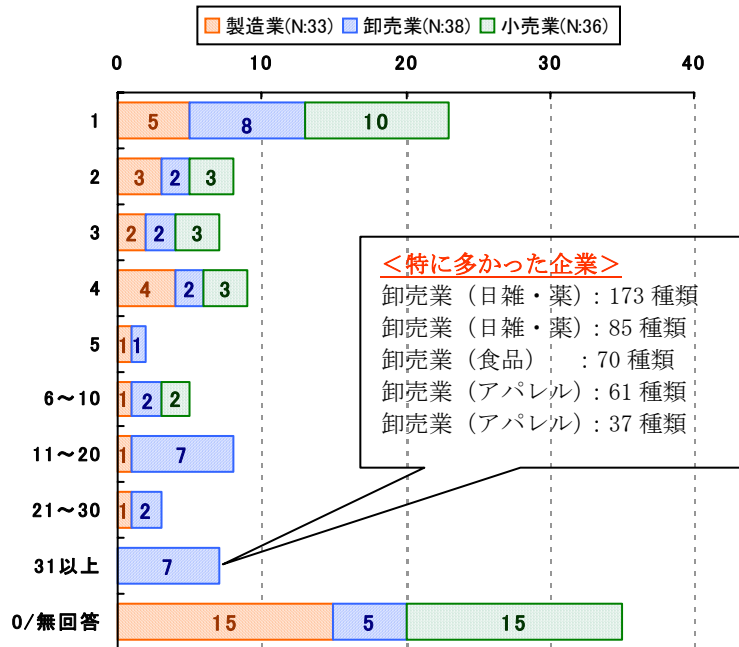 製造業(N:33) 卸売業(N:38) 小売業(N:36)
0 10 20 30 40
1 5 8 10
2 3 2 3
3 2 2 3
4 4 2 3
5 1 1
6～10 1 2 2
11～20 1 7
21～30 1 2
31以上 7
0/無回答 15 5 15
＜特に多かった企業＞
卸売業（日雑・薬）: 173 種類
卸売業（日雑・薬）: 85 種類
卸売業（食品）　: 70 種類
卸売業（アパレル）: 61 種類
卸売業（アパレル）: 37 種類